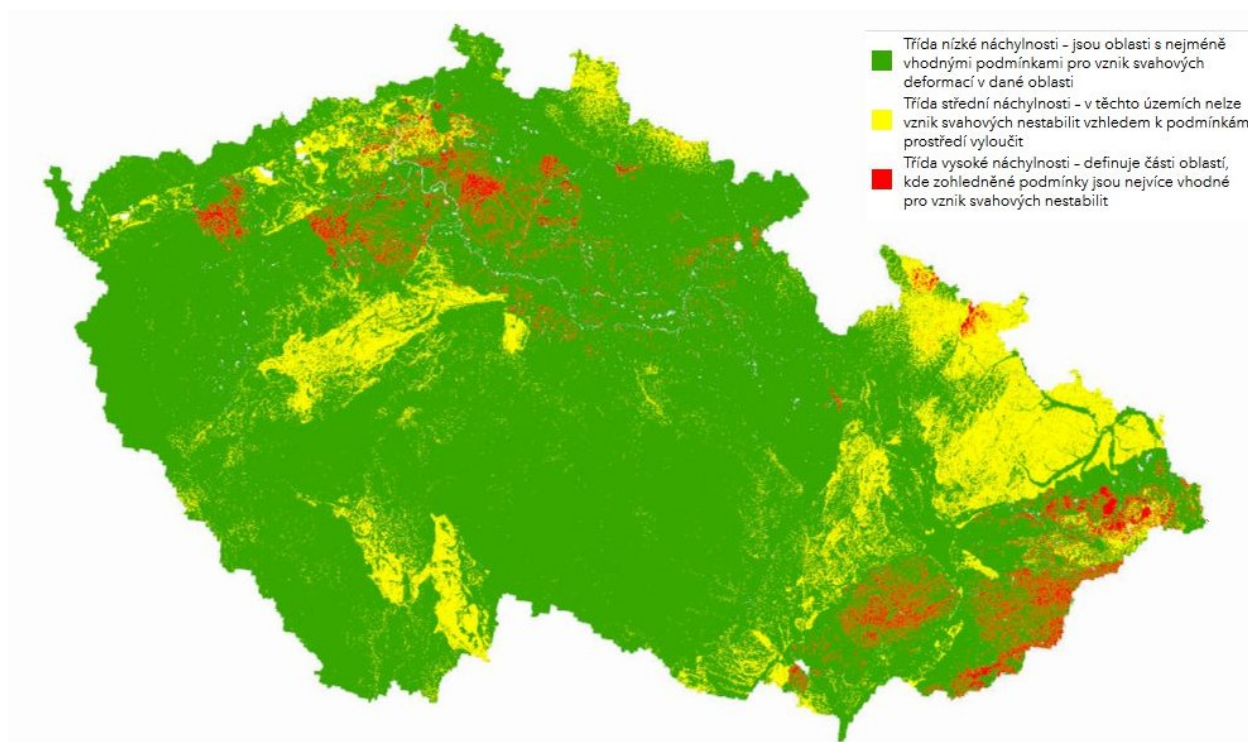 Třída nízké náchylnosti – jsou oblasti s nejméně
vhodnými podmínkami pro vznik svahových
deformací v dané oblasti
Třída střední náchylnosti – v těchto územích nelze
vznik svahových nestabilit vzhledem k podmínkám
prostředí vyloučit
Třída vysoké náchylnosti – definuje části oblastí,
kde zohledněné podmínky jsou nejvíce vhodné
pro vznik svahových nestabilit